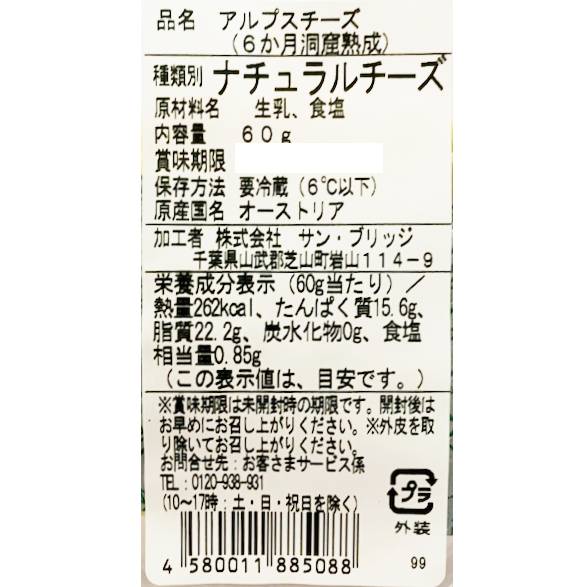 品名 アルプスチーズ
(6か月洞窟熟成)
種類別 ナチュラルチーズ
原材料名 生乳、食塩
内容量 60g
賞味期限
保存方法 要冷蔵(6℃以下)
原産国名 オーストリア
加工者 株式会社 サン・ブリッジ
千葉県山武郡芝山町岩山114-9
栄養成分表示(60g当たり)/
熱量262kcal、たんぱく質15.6g、
脂質22.2g、炭水化物0g、食塩
相当量0.85g
(この表示値は、目安です。)
※賞味期限は未開封時の期限です。開封後は
お早めにお召し上がりください。※外皮を取
り除いてお召し上がりください。
お問合せ先:お客さまサービス係
TEL:0120-938-931
(10～17時:土・日・祝日を除く)
プラ
外装
4 580011 885088
99